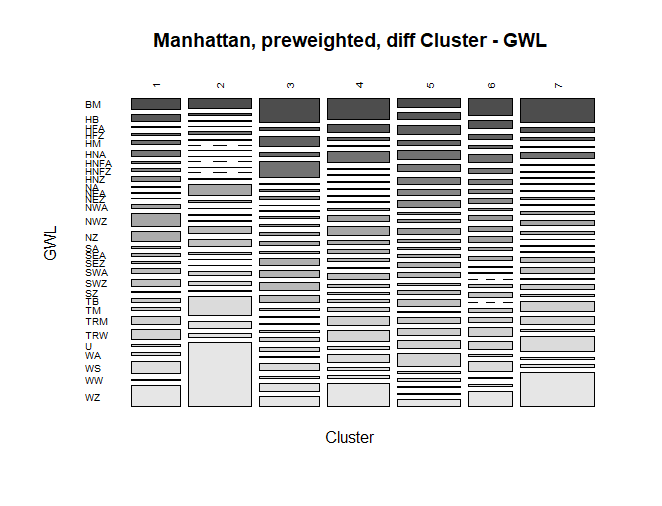 Manhattan, preweighted, diff Cluster - GWL
1 2 3 4 5 6 7
BM
HB
HFA
HFZ
HM
HNA
HNFA
HNFZ
HNZ
NA
NEA
NEZ
NWA
NWZ
NZ
SA
SEA
SEZ
SWA
SWZ
SZ
TB
TM
TRM
TRW
U
WA
WS
WW
WZ
GWL
Cluster